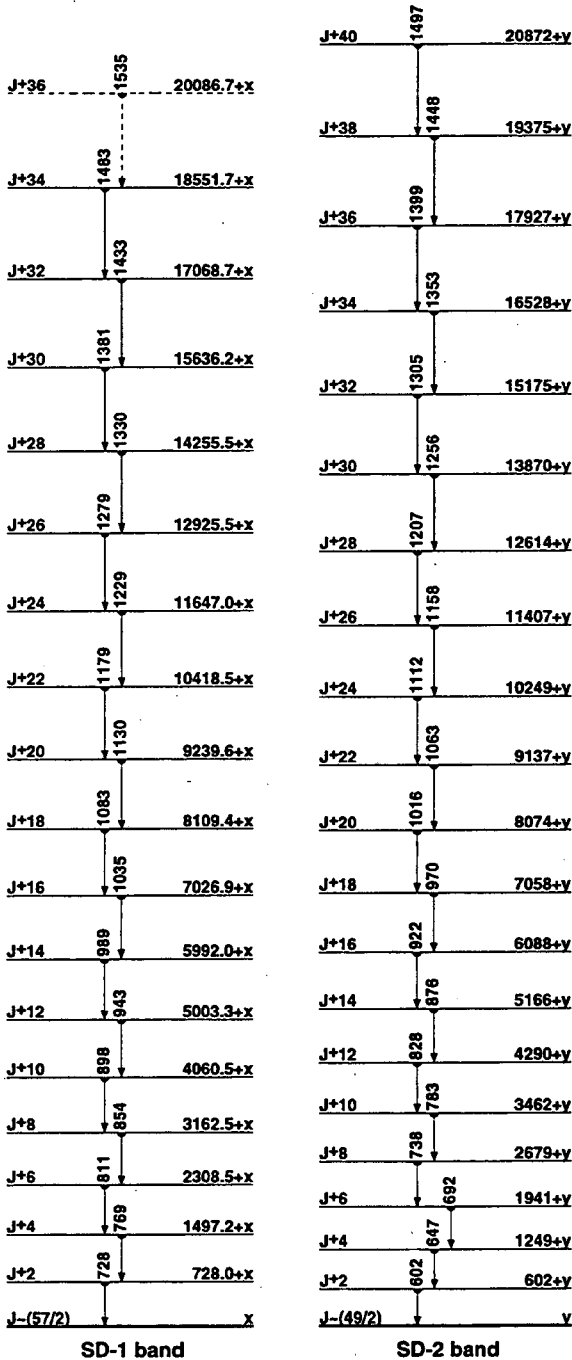 J+36 1535 20086.7+x
J+34 1483 18551.7+x
J+32 1433 17068.7+x
J+30 1381 15636.2+x
J+28 1330 14255.5+x
J+26 1279 12925.5+x
J+24 1229 11647.0+x
J+22 1179 10418.5+x
J+20 1130 9239.6+x
J+18 1083 8109.4+x
J+16 1035 7026.9+x
J+14 989 5992.0+x
J+12 943 5003.3+x
J+10 898 4060.5+x
J+8 854 3162.5+x
J+6 811 2308.5+x
J+4 769 1497.2+x
J+2 728 728.0+x
J~(57/2) x
SD-1 band
J+40 1497 20872+y
J+38 1448 19375+y
J+36 1399 17927+y
J+34 1353 16528+y
J+32 1305 15175+y
J+30 1256 13870+y
J+28 1207 12614+y
J+26 1158 11407+y
J+24 1112 10249+y
J+22 1063 9137+y
J+20 1016 8074+y
J+18 970 7058+y
J+16 922 6088+y
J+14 876 5166+y
J+12 828 4290+y
J+10 783 3462+y
J+8 738 2679+y
J+6 692 1941+y
J+4 647 1249+y
J+2 602 602+y
J~(49/2) y
SD-2 band